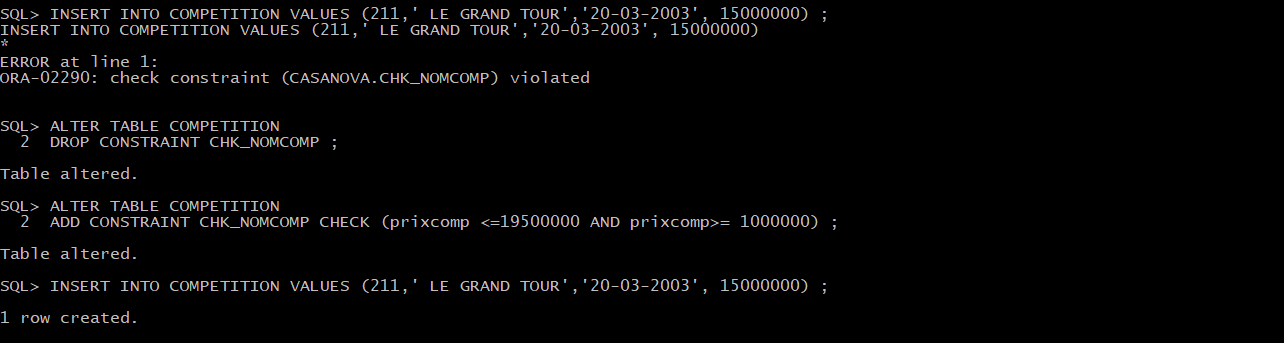 SQL> INSERT INTO COMPETITION VALUES (211,' LE GRAND TOUR','20-03-2003', 15000000) ;
INSERT INTO COMPETITION VALUES (211,' LE GRAND TOUR','20-03-2003', 15000000)
*
ERROR at line 1:
ORA-02290: check constraint (CASANOVA.CHK_NOMCOMP) violated
SQL> ALTER TABLE COMPETITION
2 DROP CONSTRAINT CHK_NOMCOMP ;
Table altered.
SQL> ALTER TABLE COMPETITION
2 ADD CONSTRAINT CHK_NOMCOMP CHECK (prixcomp <=19500000 AND prixcomp>= 1000000) ;
Table altered.
SQL> INSERT INTO COMPETITION VALUES (211,' LE GRAND TOUR','20-03-2003', 15000000) ;
1 row created.